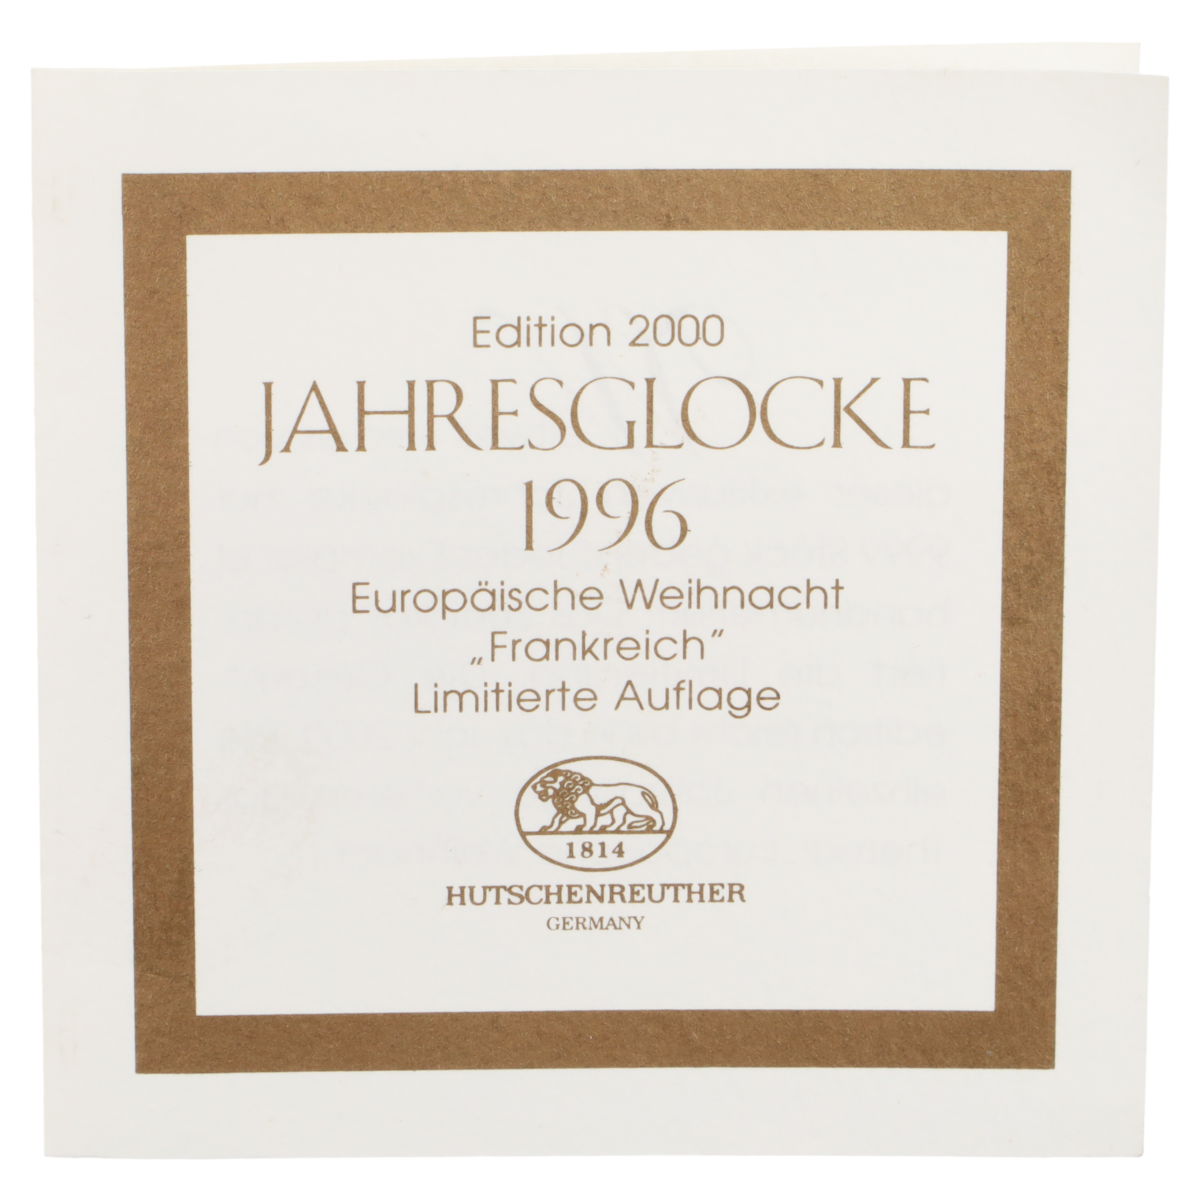 Edition 2000
JAHRESGLOCKE
1996
Europäische Weihnacht
„Frankreich”
Limitierte Auflage
1814
HUTSCHENREUTHER
GERMANY